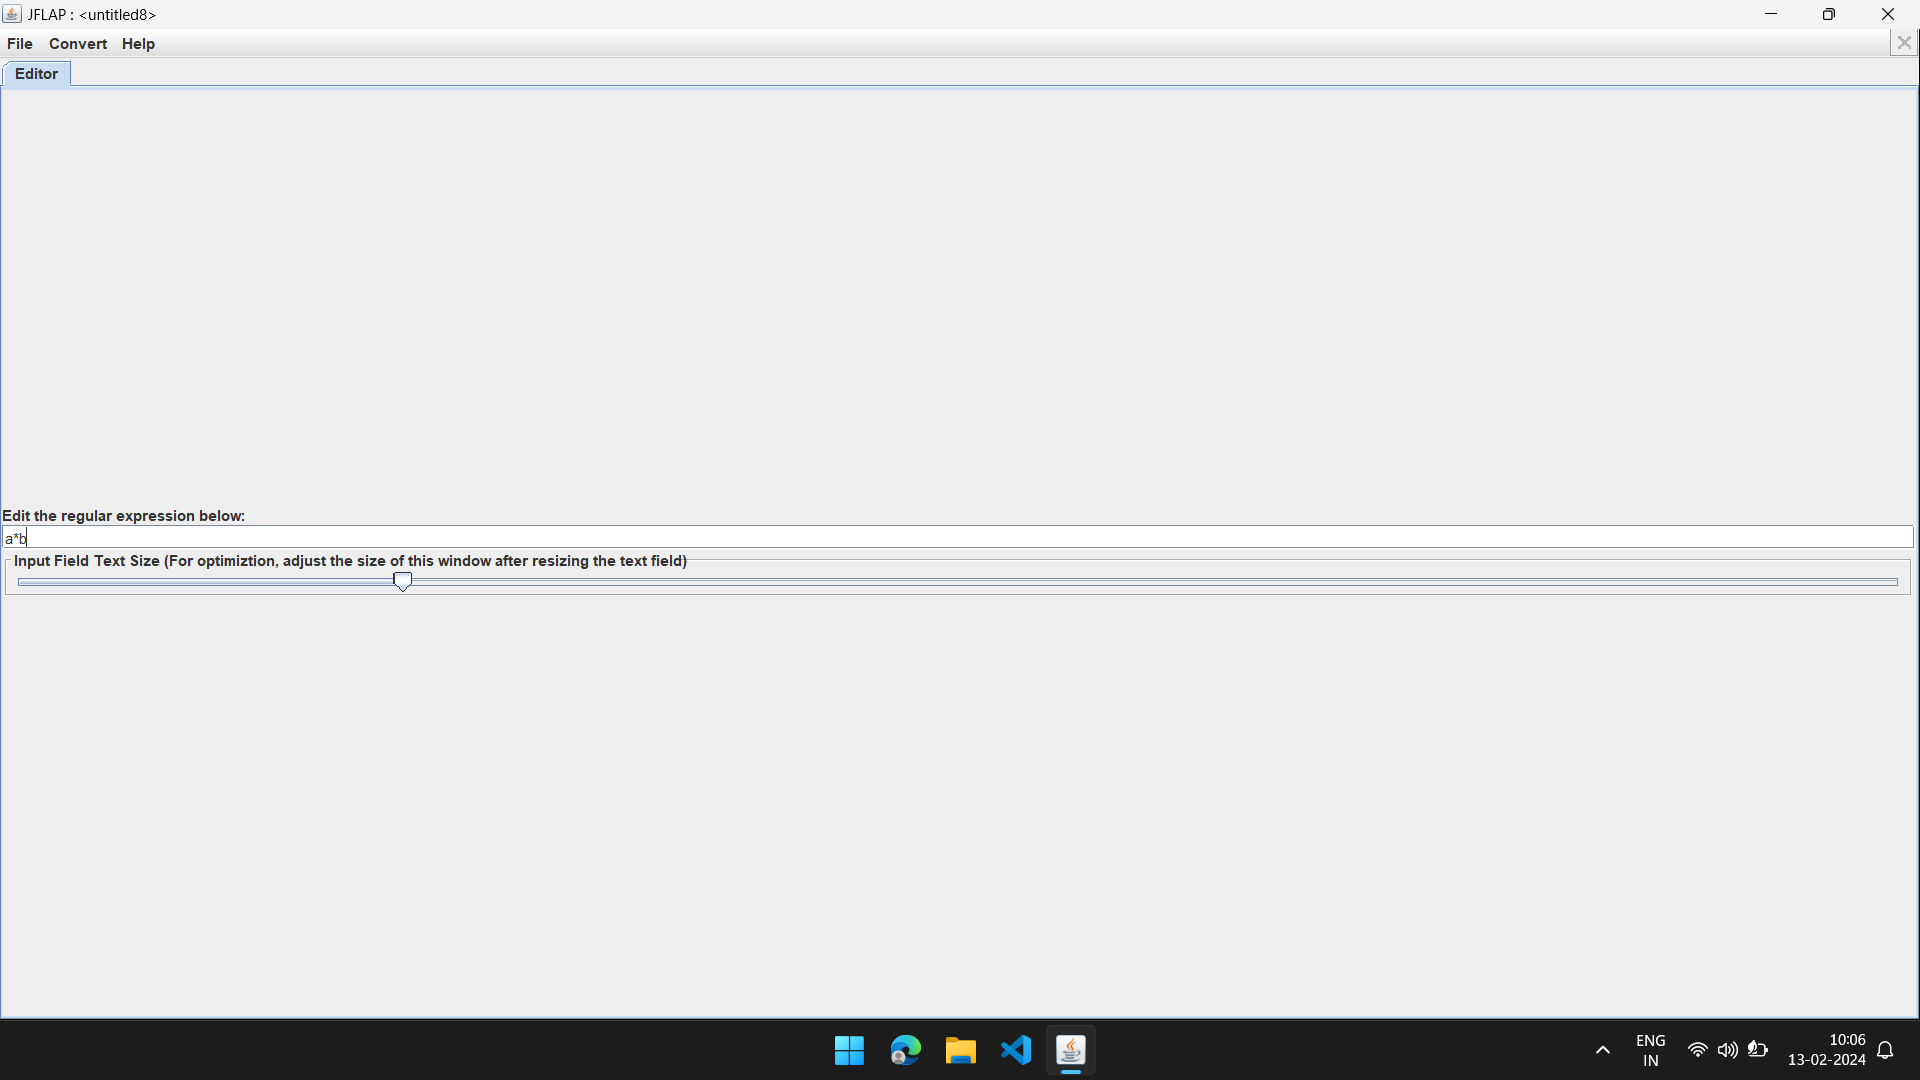 JFLAP : <untitled8>
File Convert Help
Editor
Edit the regular expression below:
a*b
Input Field Text Size (For optimiztion, adjust the size of this window after resizing the text field)
ENG
IN
10:06
13-02-2024